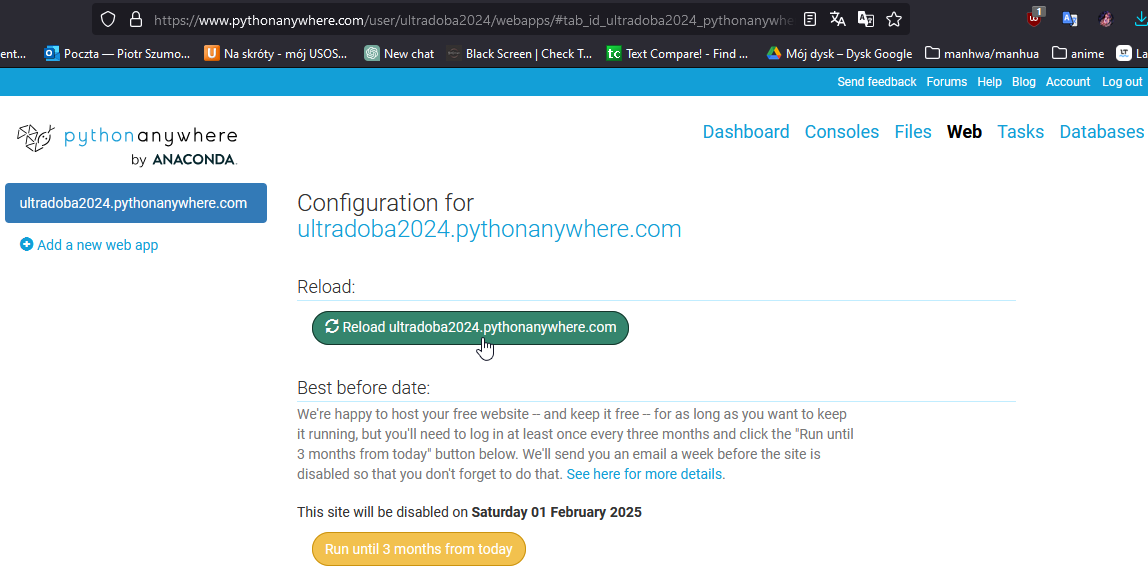 https://www.pythonanywhere.com/user/ultradoba2024/webapps/#tab_id_ultradoba2024_pythonanywhe
1
ent...
Poczta — Piotr Szumo...
Na skróty - mój USOS...
New chat
Black Screen | Check T...
Text Compare! - Find ...
Mój dysk – Dysk Google
manhwa/manhua
anime
La
Send feedback Forums Help Blog Account Log out
pythonanywhere
by ANACONDA.
Dashboard Consoles Files Web Tasks Databases
ultradoba2024.pythonanywhere.com
Add a new web app
Configuration for
ultradoba2024.pythonanywhere.com
Reload:
Reload ultradoba2024.pythonanywhere.com
Best before date:
We're happy to host your free website -- and keep it free -- for as long as you want to keep
it running, but you'll need to log in at least once every three months and click the "Run until
3 months from today" button below. We'll send you an email a week before the site is
disabled so that you don't forget to do that. See here for more details.
This site will be disabled on Saturday 01 February 2025
Run until 3 months from today